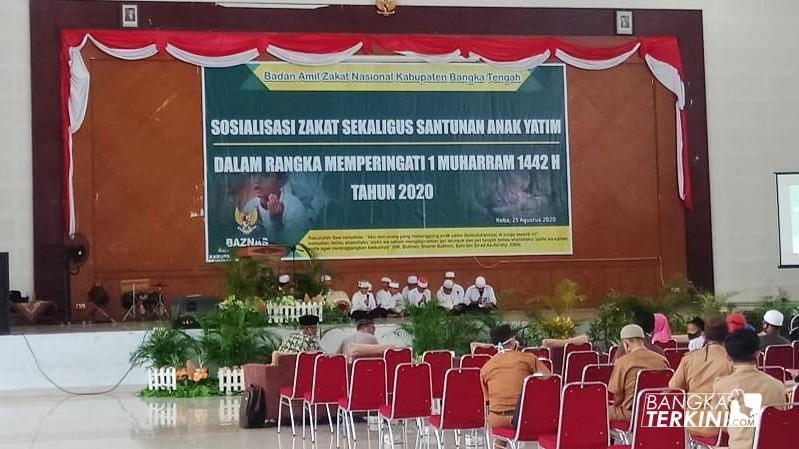 Badan Amil Zakat Nasional Kabupaten Bangka Tengah
SOSIALISASI ZAKAT SEKALIGUS SANTUNAN ANAK YATIM
DALAM RANGKA MEMPERINGATI 1 MUHARRAM 1442 H
TAHUN 2020
Koba, 25 Agustus 2020
BAZNAS
BANGKA
TERKINI.COM